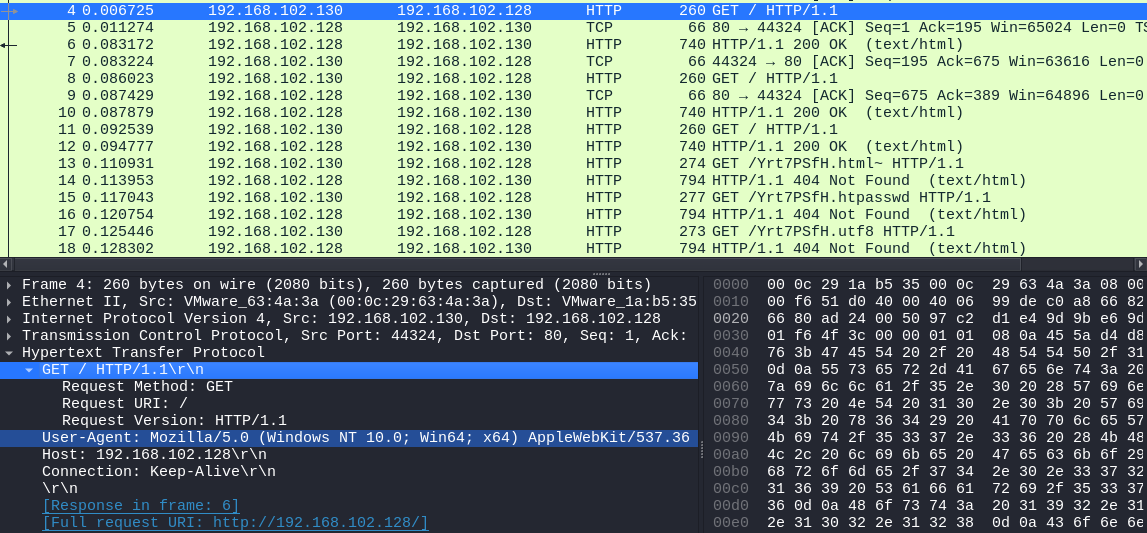 4 0.006725 192.168.102.130 192.168.102.128 HTTP 260 GET / HTTP/1.1
5 0.011274 192.168.102.128 192.168.102.130 TCP 66 80 → 44324 [ACK] Seq=1 Ack=195 Win=65024 Len=0 TS
6 0.083172 192.168.102.128 192.168.102.130 HTTP 740 HTTP/1.1 200 OK (text/html)
7 0.083224 192.168.102.130 192.168.102.128 TCP 66 44324 → 80 [ACK] Seq=195 Ack=675 Win=63616 Len=0
8 0.086023 192.168.102.130 192.168.102.128 HTTP 260 GET / HTTP/1.1
9 0.087429 192.168.102.128 192.168.102.130 TCP 66 80 → 44324 [ACK] Seq=675 Ack=389 Win=64896 Len=0
10 0.087879 192.168.102.128 192.168.102.130 HTTP 740 HTTP/1.1 200 OK (text/html)
11 0.092539 192.168.102.130 192.168.102.128 HTTP 260 GET / HTTP/1.1
12 0.094777 192.168.102.128 192.168.102.130 HTTP 740 HTTP/1.1 200 OK (text/html)
13 0.110931 192.168.102.130 192.168.102.128 HTTP 274 GET /Yrt7PSfH.html~ HTTP/1.1
14 0.113953 192.168.102.128 192.168.102.130 HTTP 794 HTTP/1.1 404 Not Found (text/html)
15 0.117043 192.168.102.130 192.168.102.128 HTTP 277 GET /Yrt7PSfH.htpasswd HTTP/1.1
16 0.120754 192.168.102.128 192.168.102.130 HTTP 794 HTTP/1.1 404 Not Found (text/html)
17 0.125446 192.168.102.130 192.168.102.128 HTTP 273 GET /Yrt7PSfH.utf8 HTTP/1.1
18 0.128302 192.168.102.128 192.168.102.130 HTTP 794 HTTP/1.1 404 Not Found (text/html)
Frame 4: 260 bytes on wire (2080 bits), 260 bytes captured (2080 bits)
Ethernet II, Src: VMware_63:4a:3a (00:0c:29:63:4a:3a), Dst: VMware_1a:b5:35
Internet Protocol Version 4, Src: 192.168.102.130, Dst: 192.168.102.128
Transmission Control Protocol, Src Port: 44324, Dst Port: 80, Seq: 1, Ack:
Hypertext Transfer Protocol
GET / HTTP/1.1\r\n
Request Method: GET
Request URI: /
Request Version: HTTP/1.1
User-Agent: Mozilla/5.0 (Windows NT 10.0; Win64; x64) AppleWebKit/537.36
Host: 192.168.102.128\r\n
Connection: Keep-Alive\r\n
\r\n
[Response in frame: 6]
[Full request URI: http://192.168.102.128/]
0000 00 0c 29 1a b5 35 00 0c 29 63 4a 3a 08 00
0010 00 f6 51 d0 40 00 40 06 99 de c0 a8 66 82
0020 66 80 ad 24 00 50 97 c2 d1 e4 9d 9b e6 9d
0030 01 f6 4f 3c 00 00 01 01 08 0a 45 5a d4 d8
0040 76 3b 47 45 54 20 2f 20 48 54 54 50 2f 31
0050 0d 0a 55 73 65 72 2d 41 67 65 6e 74 3a 20
0060 7a 69 6c 6c 61 2f 35 2e 30 20 28 57 69 6e
0070 77 73 20 4e 54 20 31 30 2e 30 3b 20 57 69
0080 34 3b 20 78 36 34 29 20 41 70 70 6c 65 57
0090 4b 69 74 2f 35 33 37 2e 33 36 20 28 4b 48
00a0 4c 2c 20 6c 69 6b 65 20 47 65 63 6b 6f 29
00b0 68 72 6f 6d 65 2f 37 34 2e 30 2e 33 37 32
00c0 31 36 39 20 53 61 66 61 72 69 2f 35 33 37
00d0 36 0d 0a 48 6f 73 74 3a 20 31 39 32 2e 31
00e0 2e 31 30 32 2e 31 32 38 0d 0a 43 6f 6e 6e